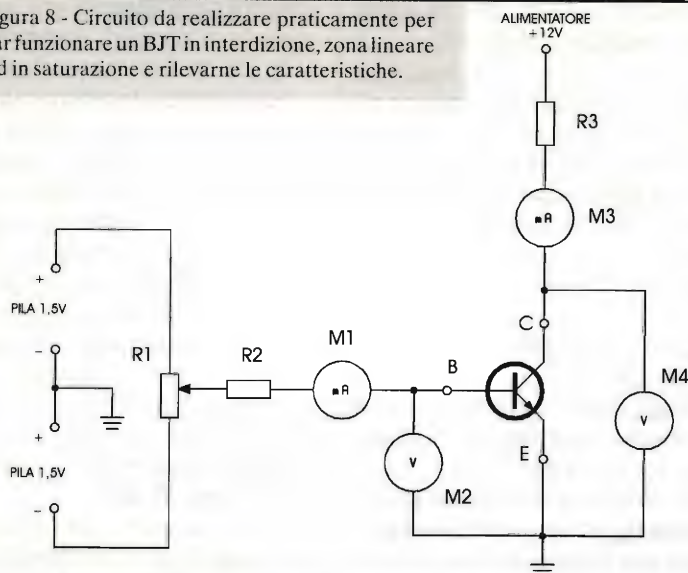 gura 8 - Circuito da realizzare praticamente per
ar funzionare un BJT in interdizione, zona lineare
d in saturazione e rilevarne le caratteristiche.
ALIMENTATORE
+12V
R3
mA
M3
+
PILA 1,5V
-
R1
R2
M1
mA
B
C
E
M4
V
V
M2
+
PILA 1,5V
-